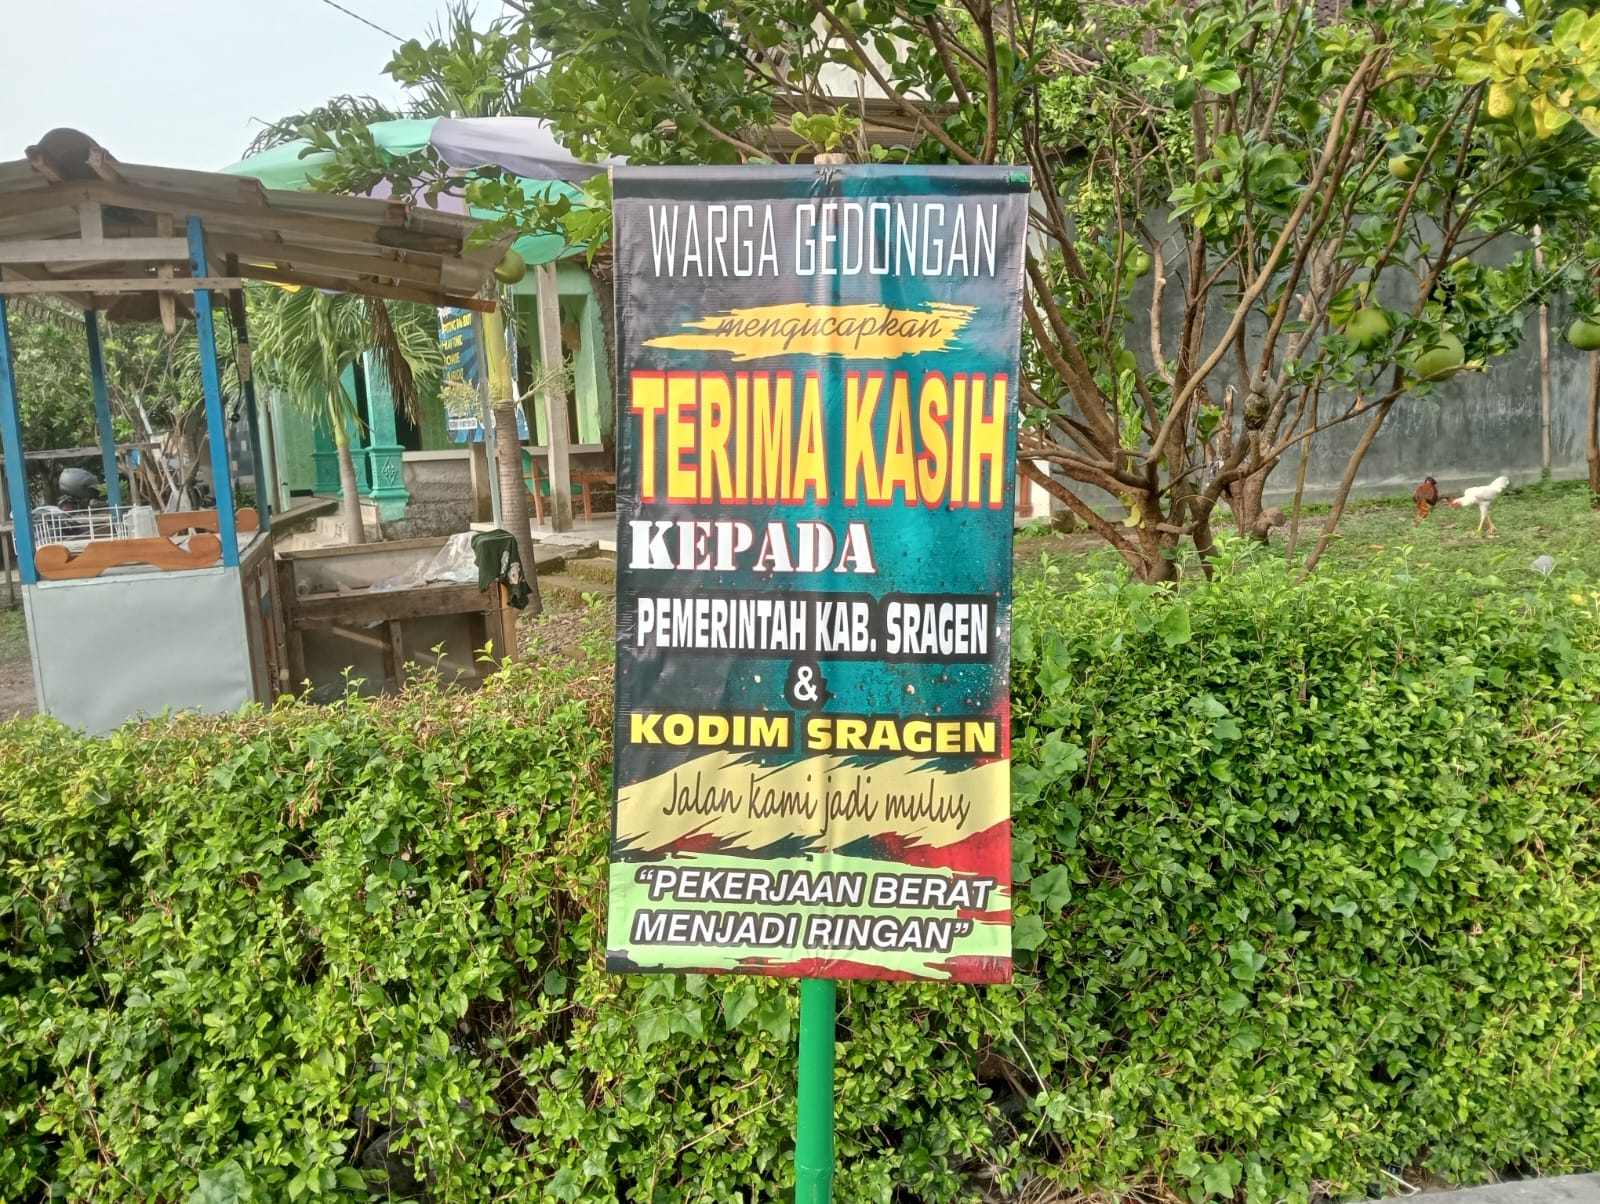 WARGA GEDONGAN
mengucapkan
TERIMA KASIH
KEPADA
PEMERINTAH KAB. SRAGEN
&
KODIM SRAGEN
Jalan kami jadi mulus
“PEKERJAAN BERAT
MENJADI RINGAN”